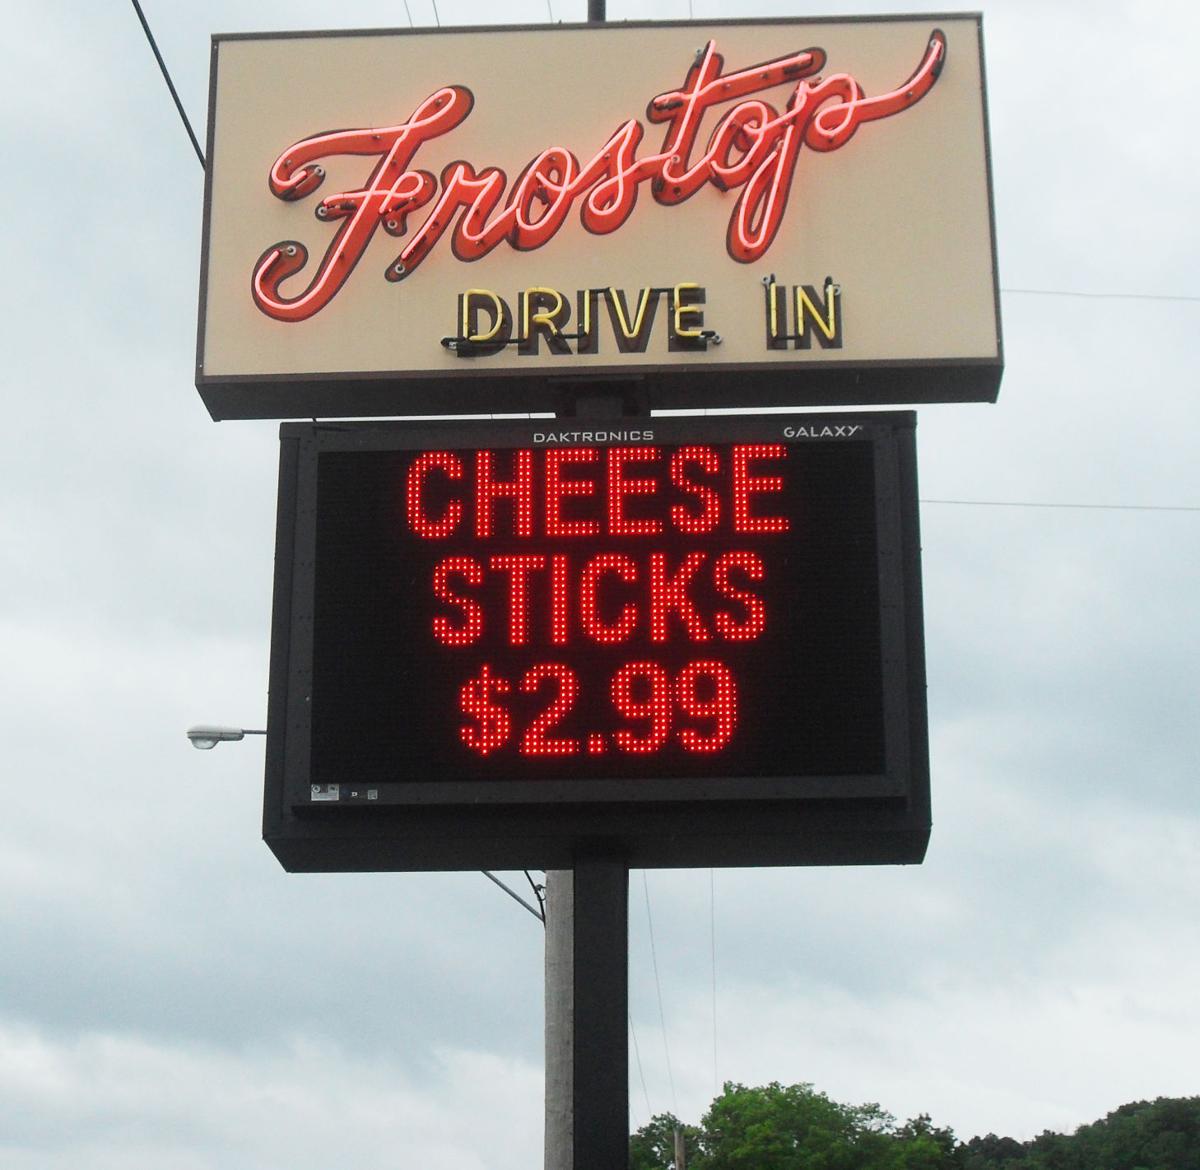 Frostop
DRIVE IN
DAKTRONICS GALAXY
CHEESE
STICKS
$2.99